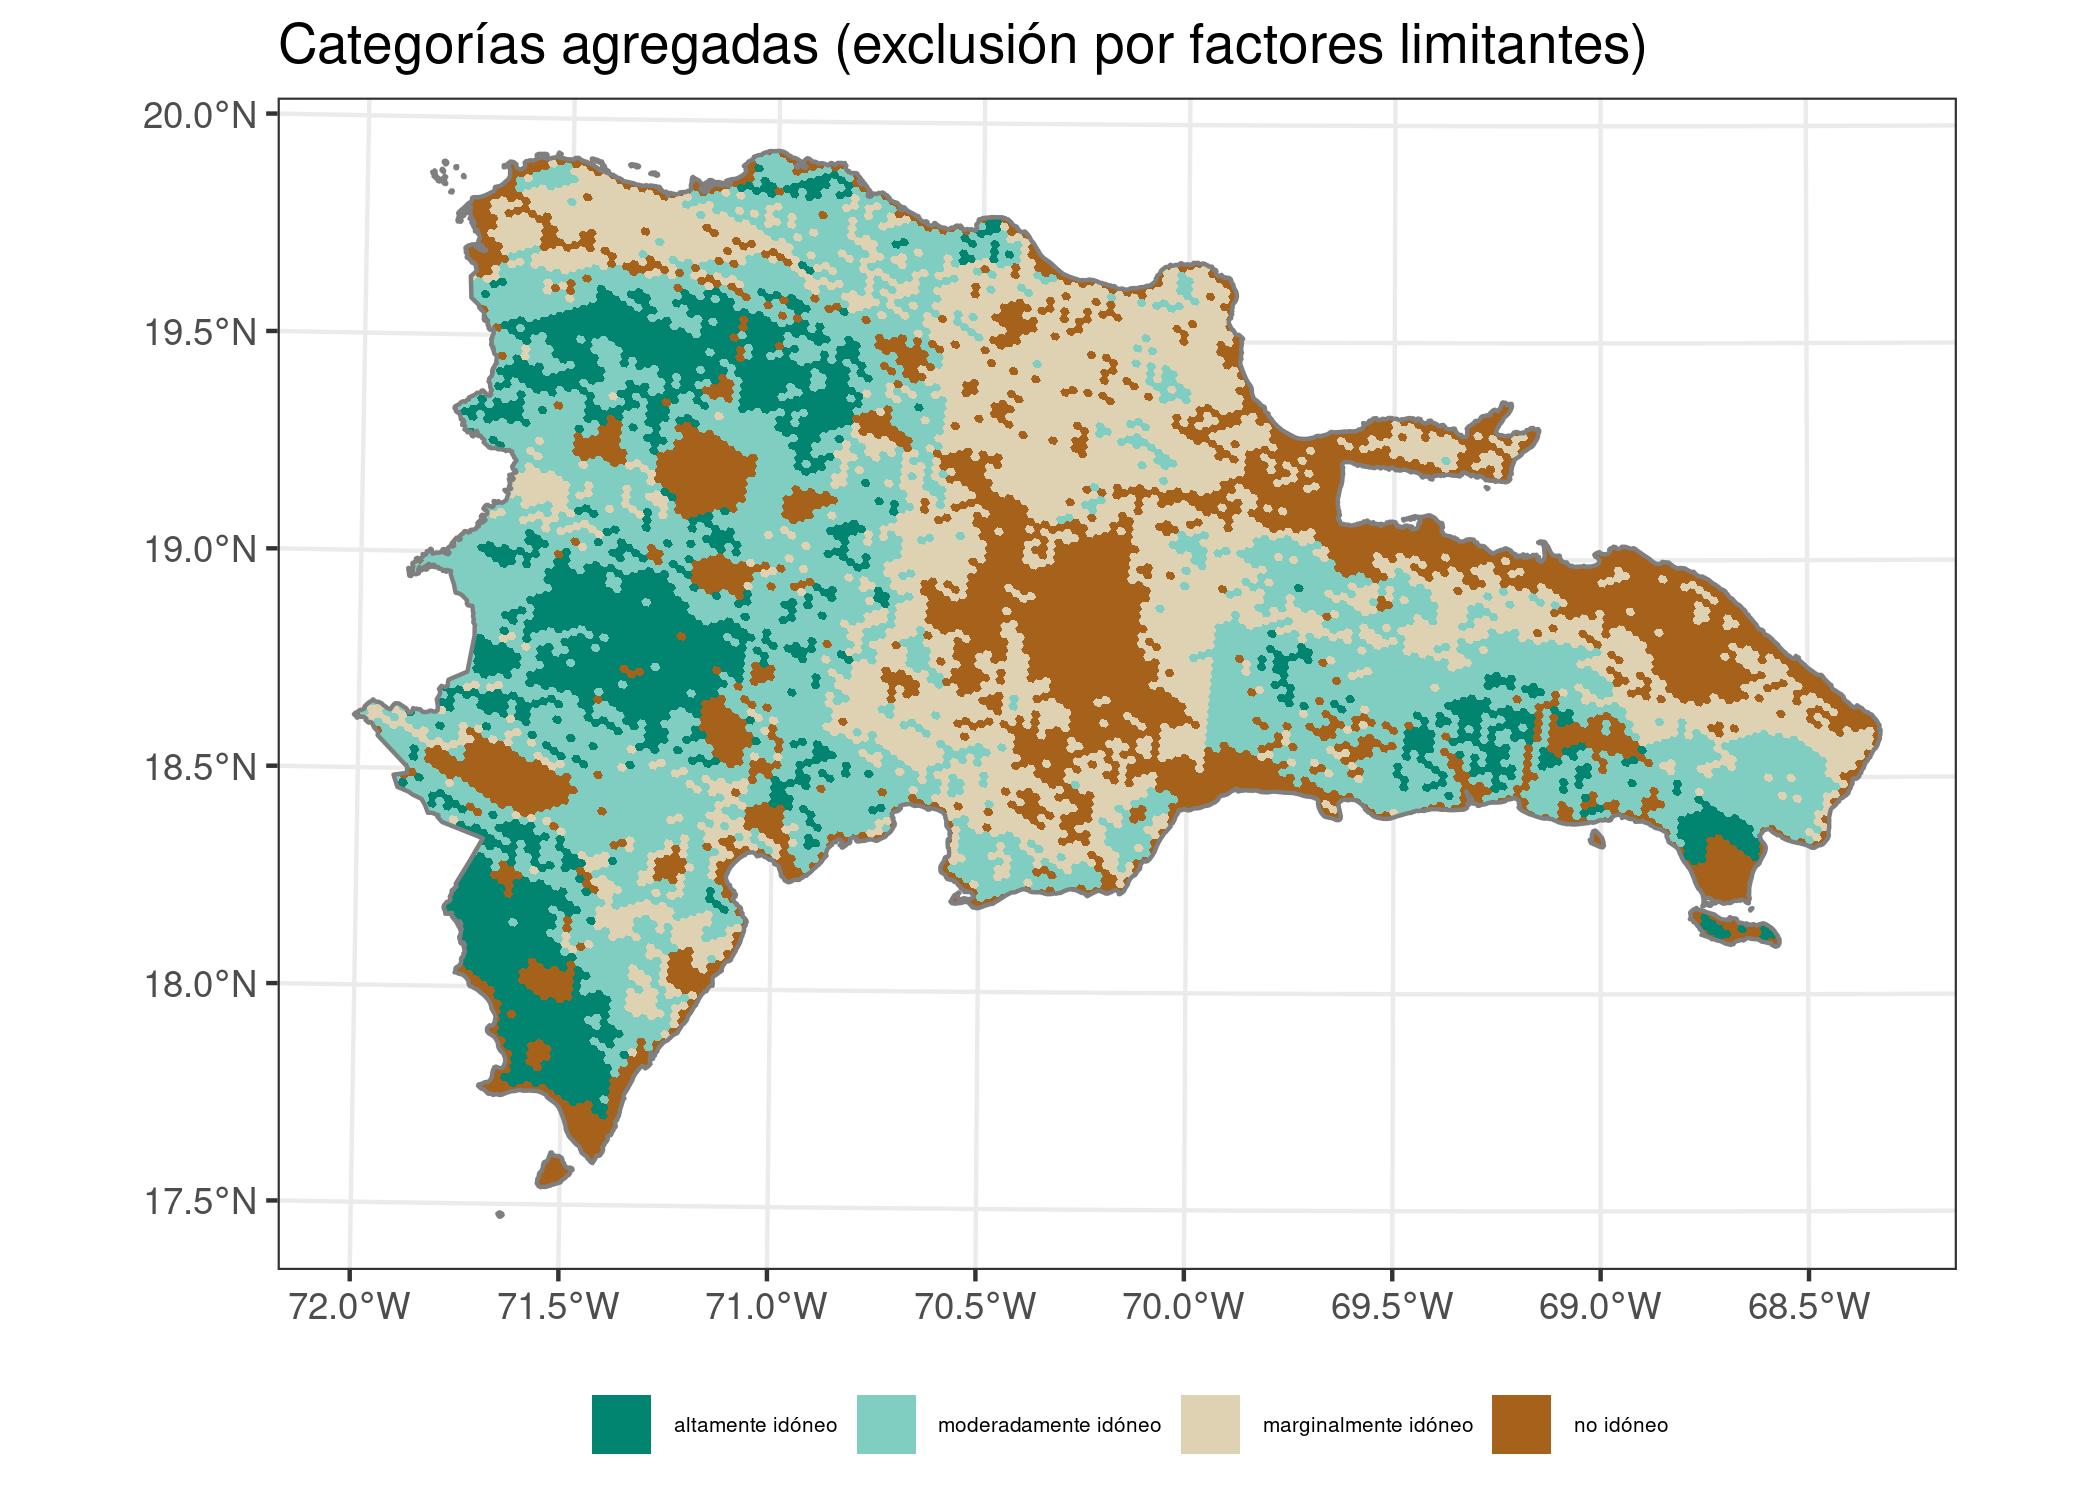 Categorías agregadas (exclusión por factores limitantes)
20.0°N
19.5°N
19.0°N
18.5°N
18.0°N
17.5°N
72.0°W 71.5°W 71.0°W 70.5°W 70.0°W 69.5°W 69.0°W 68.5°W
altamente idóneo moderadamente idóneo marginalmente idóneo no idóneo